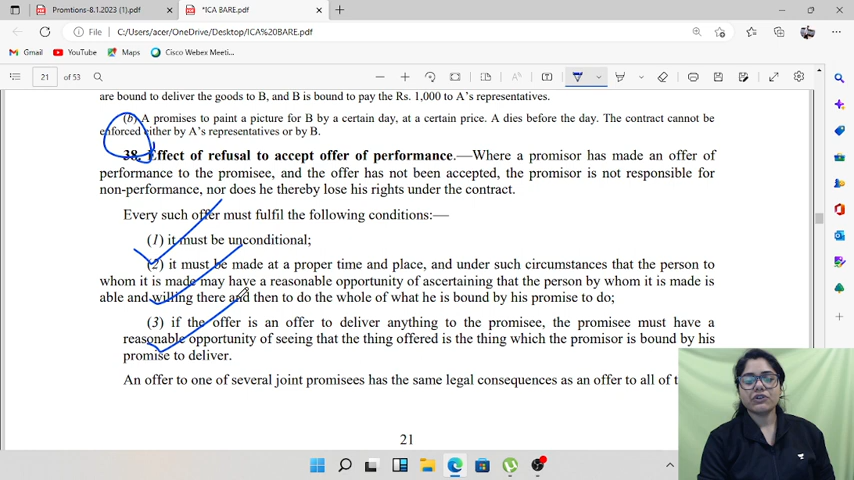 Promtions-8.1.2023 (1).pdf
*ICA BARE.pdf
File
C:/Users/acer/OneDrive/Desktop/ICA%20BARE.pdf
Gmail YouTube Maps Cisco Webex Meeti...
21 of 53
are bound to deliver the goods to B, and B is bound to pay the Rs. 1,000 to A's representatives.
(b) A promises to paint a picture for B by a certain day, at a certain price. A dies before the day. The contract cannot be
enforced either by A's representatives or by B.
38. Effect of refusal to accept offer of performance.—Where a promisor has made an offer of
performance to the promisee, and the offer has not been accepted, the promisor is not responsible for
non-performance, nor does he thereby lose his rights under the contract.
Every such offer must fulfil the following conditions:—
(1) it must be unconditional;
(2) it must be made at a proper time and place, and under such circumstances that the person to
whom it is made may have a reasonable opportunity of ascertaining that the person by whom it is made is
able and willing there and then to do the whole of what he is bound by his promise to do;
(3) if the offer is an offer to deliver anything to the promisee, the promisee must have a
reasonable opportunity of seeing that the thing offered is the thing which the promisor is bound by his
promise to deliver.
An offer to one of several joint promisees has the same legal consequences as an offer to all of
21